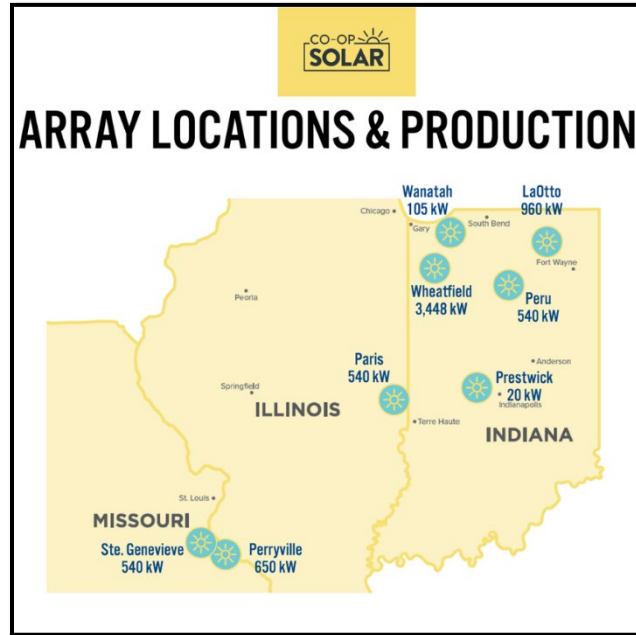 CO-OP
SOLAR
ARRAY LOCATIONS & PRODUCTION
Wanatah
105 kW
LaOtto
960 kW
Chicago
Gary
South Bend
Fort Wayne
Wheatfield
3,448 kW
Peru
540 kW
Peoria
Paris
540 kW
Anderson
Prestwick
20 kW
Indianapolis
Springfield
ILLINOIS
Terre Haute
INDIANA
St. Louis
MISSOURI
Ste. Genevieve
540 kW
Perryville
650 kW